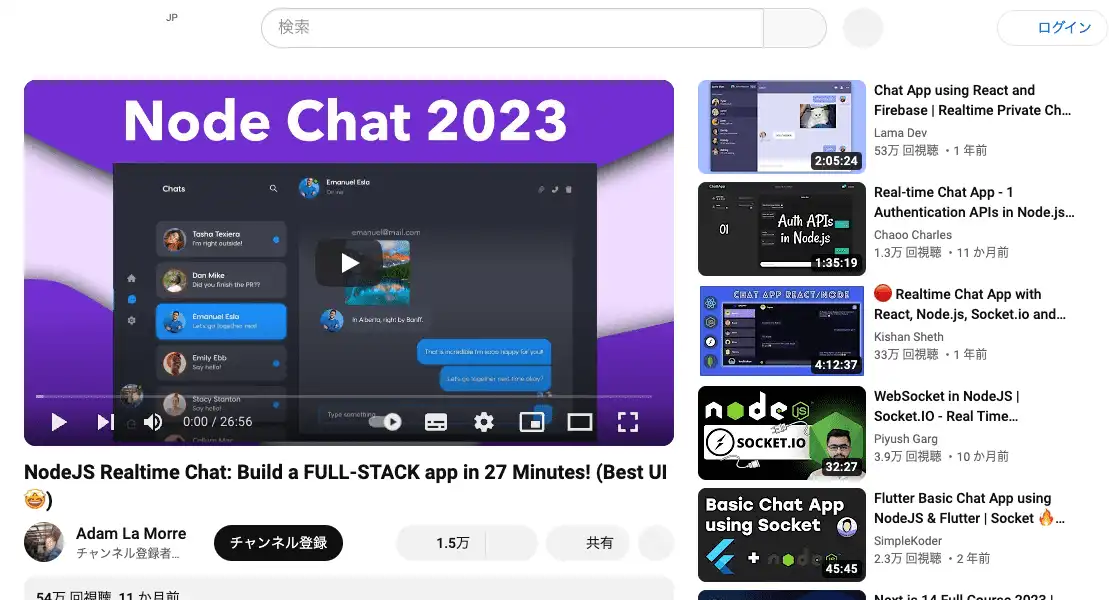 JP
検索
ログイン
Node Chat 2023
Chats
Emanuel Esla
emanuel@mail.com
Tasha Texiera
I'm right outside!
Dan Mike
Did you finish the PR??
Emanuel Esla
Let's go together next
In Alberta, right by Banff.
Emily Ebb
Say hello!
That is incredible I'm sooo happy for you!!
Let's go together next-time okay?
Stacy Stanton
Say hello!
Type something
0:00 / 26:56
NodeJS Realtime Chat: Build a FULL-STACK app in 27 Minutes! (Best UI
🤩)
Adam La Morre
チャンネル登録者...
チャンネル登録
1.5万
共有
54万 回視聴 11 か月前
2:05:24
Chat App using React and
Firebase | Realtime Private Ch...
Lama Dev
53万 回視聴 ・1 年前
ChatApp
01
Auth APIs
in Node.js
1:35:19
Real-time Chat App - 1
Authentication APIs in Node.js...
Chaoo Charles
1.3万 回視聴 ・11 か月前
CHAT APP REACT/NODE
4:12:37
🔴 Realtime Chat App with
React, Node.js, Socket.io and...
Kishan Sheth
33万 回視聴 ・1 年前
node
JS
SOCKET.IO
32:27
WebSocket in NodeJS |
Socket.IO - Real Time...
Piyush Garg
3.9万 回視聴 ・10 か月前
Basic Chat App
using Socket
+ node
45:45
Flutter Basic Chat App using
NodeJS & Flutter | Socket 🔥...
SimpleKoder
2.3万 回視聴 ・2 年前
Next.js 14 Full Course 2023 |